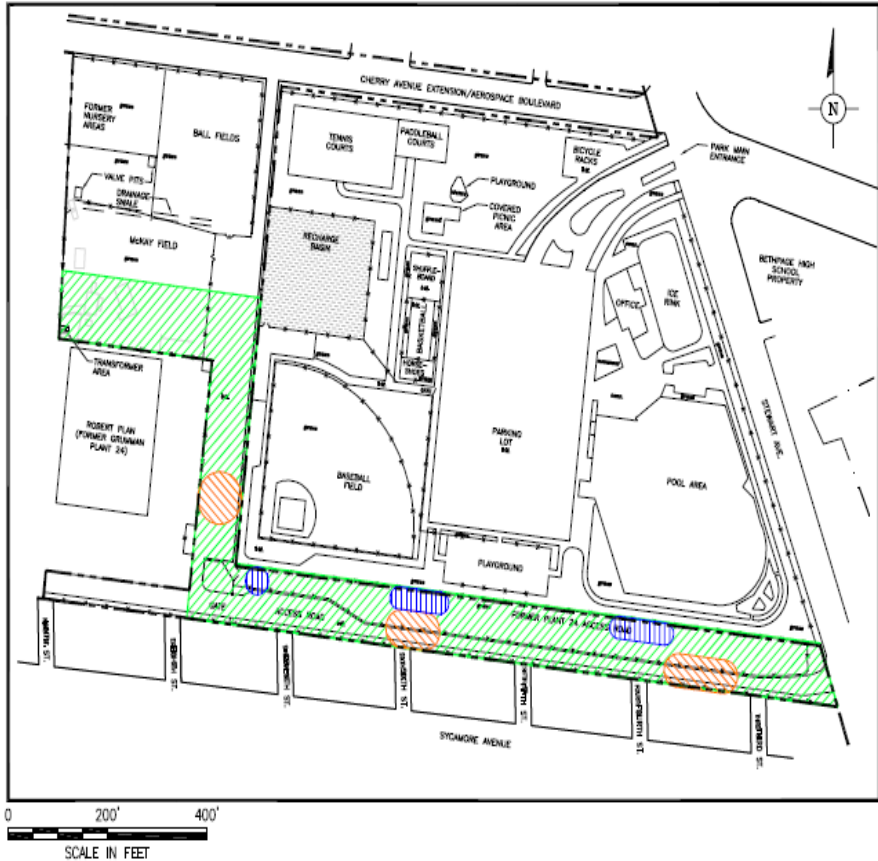 CHERRY AVENUE EXTENSION/AEROSPACE BOULEVARD
N
FORMER
NURSERY
AREAS
BALL FIELDS
TENNIS
COURTS
PADDLEBALL
COURTS
BICYCLE
RACKS
PARK MAIN
ENTRANCE
VALVE PITS
DRAINAGE
SWALE
PLAYGROUND
COVERED
PICNIC
AREA
McKAY FIELD
RECHARGE
BASIN
SHUFFLE-
BOARD
BASKETBALL
HORSE-
SHOES
OFFICE
ICE
RINK
BETHPAGE HIGH
SCHOOL
PROPERTY
TRANSFORMER
AREA
ROBERT PLAN
(FORMER GRUMMAN
PLANT 24)
PARKING
LOT
STEWART AVE.
BASEBALL
FIELD
POOL AREA
PLAYGROUND
GATE
ACCESS ROAD
FORMER PLANT 24 ACCESS ROAD
SYCAMORE AVENUE
0 200' 400'
SCALE IN FEET